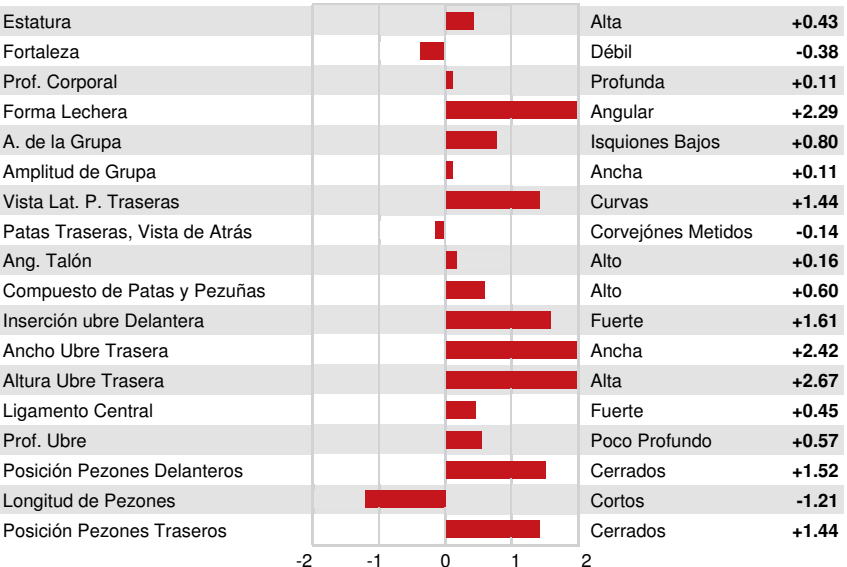 Estatura Alta +0.43
Fortaleza Débil -0.38
Prof. Corporal Profunda +0.11
Forma Lechera Angular +2.29
A. de la Grupa Isquiones Bajos +0.80
Amplitud de Grupa Ancha +0.11
Vista Lat. P. Traseras Curvas +1.44
Patas Traseras, Vista de Atrás Corvejónes Metidos -0.14
Ang. Talón Alto +0.16
Compuesto de Patas y Pezuñas Alto +0.60
Inserción ubre Delantera Fuerte +1.61
Ancho Ubre Trasera Ancha +2.42
Altura Ubre Trasera Alta +2.67
Ligamento Central Fuerte +0.45
Prof. Ubre Poco Profundo +0.57
Posición Pezones Delanteros Cerrados +1.52
Longitud de Pezones Cortos -1.21
Posición Pezones Traseros Cerrados +1.44
-2 -1 0 1 2